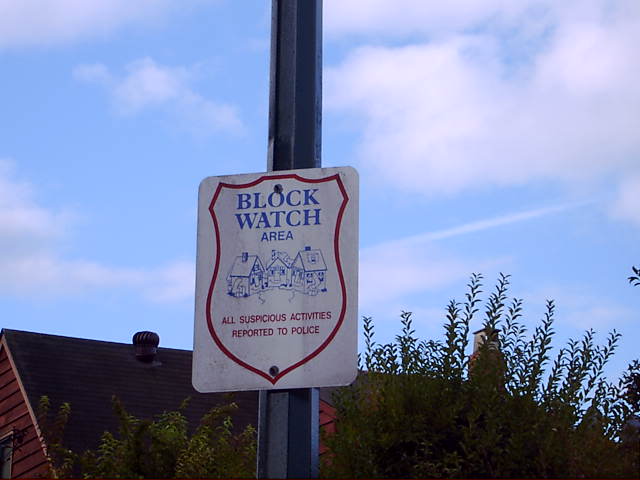 BLOCK
WATCH
AREA
ALL SUSPICIOUS ACTIVITIES
REPORTED TO POLICE